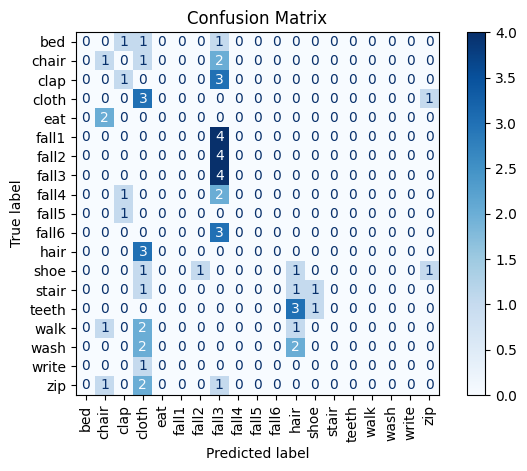 Confusion Matrix
True label
bed 0 0 1 1 0 0 0 1 0 0 0 0 0 0 0 0 0 0 0
chair 0 1 0 1 0 0 0 2 0 0 0 0 0 0 0 0 0 0 0
clap 0 0 1 0 0 0 0 3 0 0 0 0 0 0 0 0 0 0 0
cloth 0 0 0 3 0 0 0 0 0 0 0 0 0 0 0 0 0 0 1
eat 0 2 0 0 0 0 0 0 0 0 0 0 0 0 0 0 0 0 0
fall1 0 0 0 0 0 0 0 4 0 0 0 0 0 0 0 0 0 0 0
fall2 0 0 0 0 0 0 0 4 0 0 0 0 0 0 0 0 0 0 0
fall3 0 0 0 0 0 0 0 4 0 0 0 0 0 0 0 0 0 0 0
fall4 0 0 1 0 0 0 0 2 0 0 0 0 0 0 0 0 0 0 0
fall5 0 0 1 0 0 0 0 0 0 0 0 0 0 0 0 0 0 0 0
fall6 0 0 0 0 0 0 0 3 0 0 0 0 0 0 0 0 0 0 0
hair 0 0 0 3 0 0 0 0 0 0 0 0 0 0 0 0 0 0 0
shoe 0 0 0 1 0 0 1 0 0 0 0 1 0 0 0 0 0 0 1
stair 0 0 0 1 0 0 0 0 0 0 0 1 1 0 0 0 0 0 0
teeth 0 0 0 0 0 0 0 0 0 0 0 3 1 0 0 0 0 0 0
walk 0 1 0 2 0 0 0 0 0 0 0 1 0 0 0 0 0 0 0
wash 0 0 0 2 0 0 0 0 0 0 0 2 0 0 0 0 0 0 0
write 0 0 0 1 0 0 0 0 0 0 0 0 0 0 0 0 0 0 0
zip 0 1 0 2 0 0 0 1 0 0 0 0 0 0 0 0 0 0 0
bed chair clap cloth eat fall1 fall2 fall3 fall4 fall5 fall6 hair shoe stair teeth walk wash write zip
Predicted label
4.0
3.5
3.0
2.5
2.0
1.5
1.0
0.5
0.0